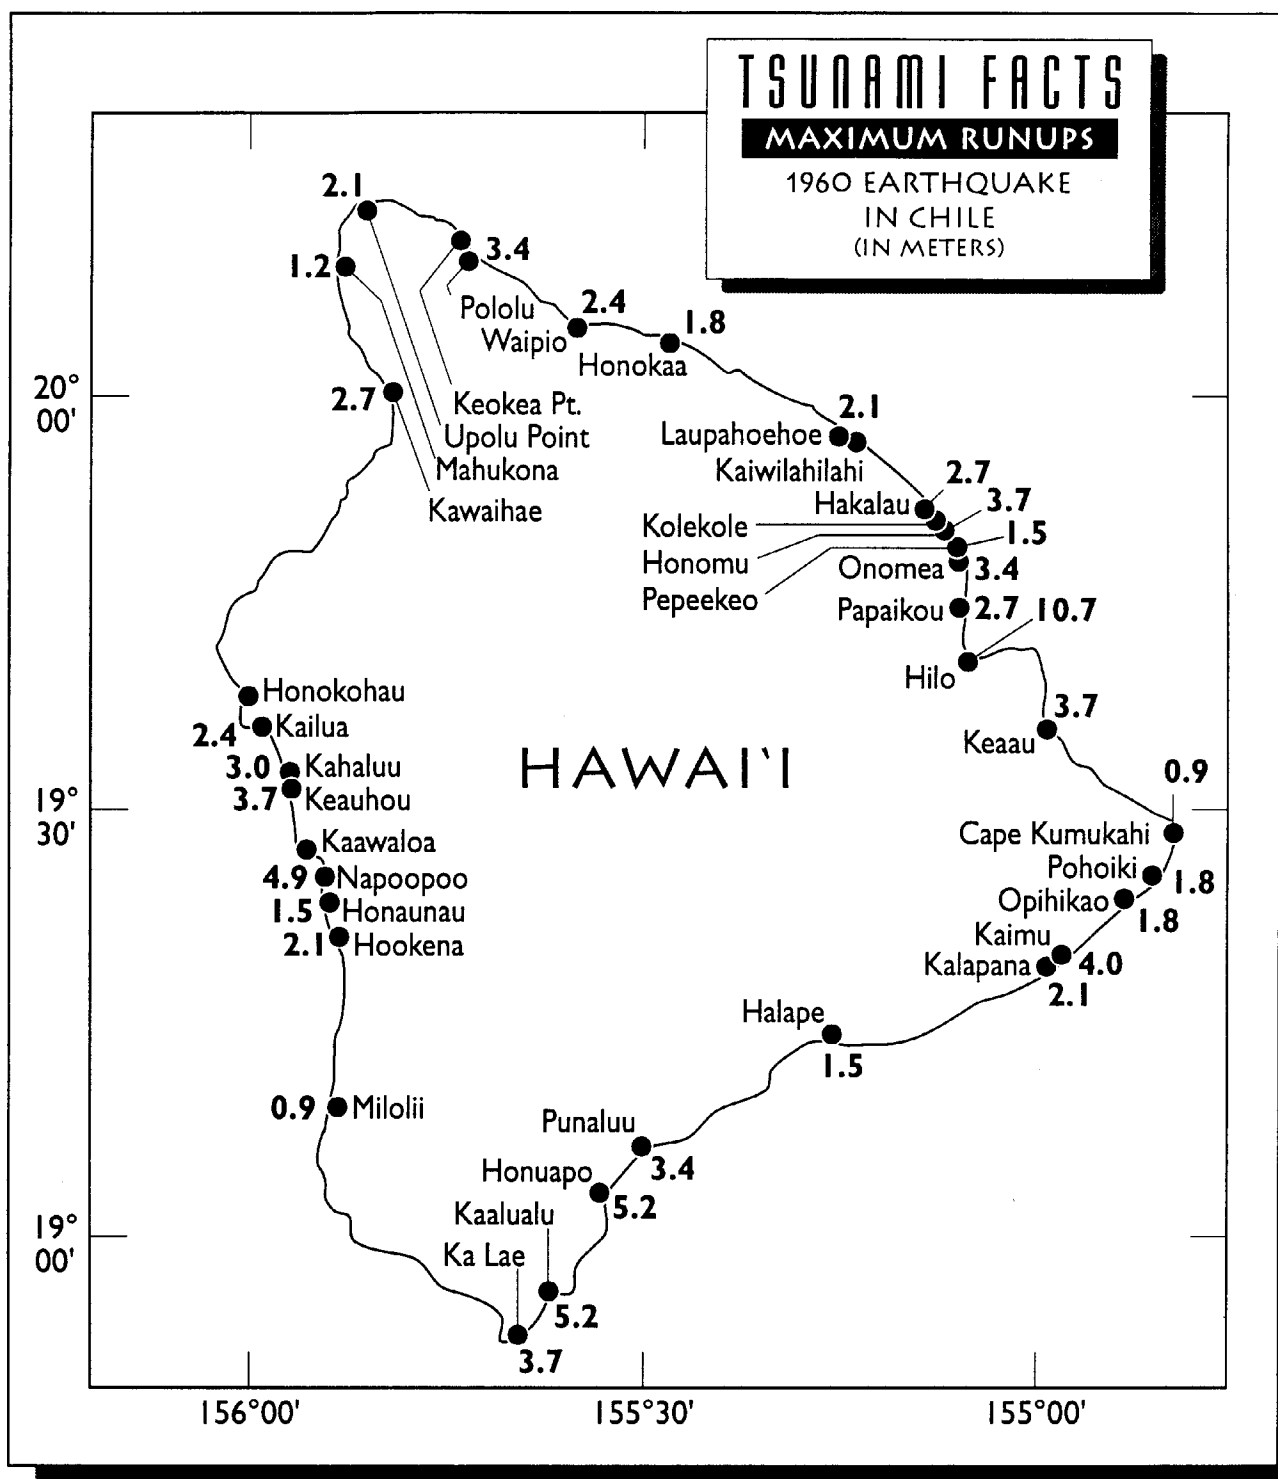 TSUNAMI FACTS
MAXIMUM RUNUPS
1960 EARTHQUAKE
IN CHILE
(IN METERS)
2.1
1.2
3.4
Pololu
2.4
Waipio
1.8
Honokaa
20°
00'
2.7
Keokea Pt.
Upolu Point
Mahukona
Kawaihae
2.1
Laupahoehoe
Kaiwilahilahi
2.7
Hakalau
3.7
Kolekole
1.5
Honomu
Onomea
3.4
Pepeekeo
Papaikou
2.7
10.7
Hilo
Honokohau
2.4
Kailua
3.7
Keaau
3.0
Kahaluu
3.7
Keauhou
HAWAI'I
0.9
19°
30'
Cape Kumukahi
Kaawaloa
Pohoiki
1.8
4.9
Napoopoo
Opihikao
1.8
1.5
Honaunau
2.1
Hookena
Kaimu
4.0
Kalapana
2.1
Halape
1.5
0.9
Milolii
Punaluu
3.4
Honuapo
5.2
Kaalualu
19°
00'
Ka Lae
5.2
3.7
156°00'
155°30'
155°00'